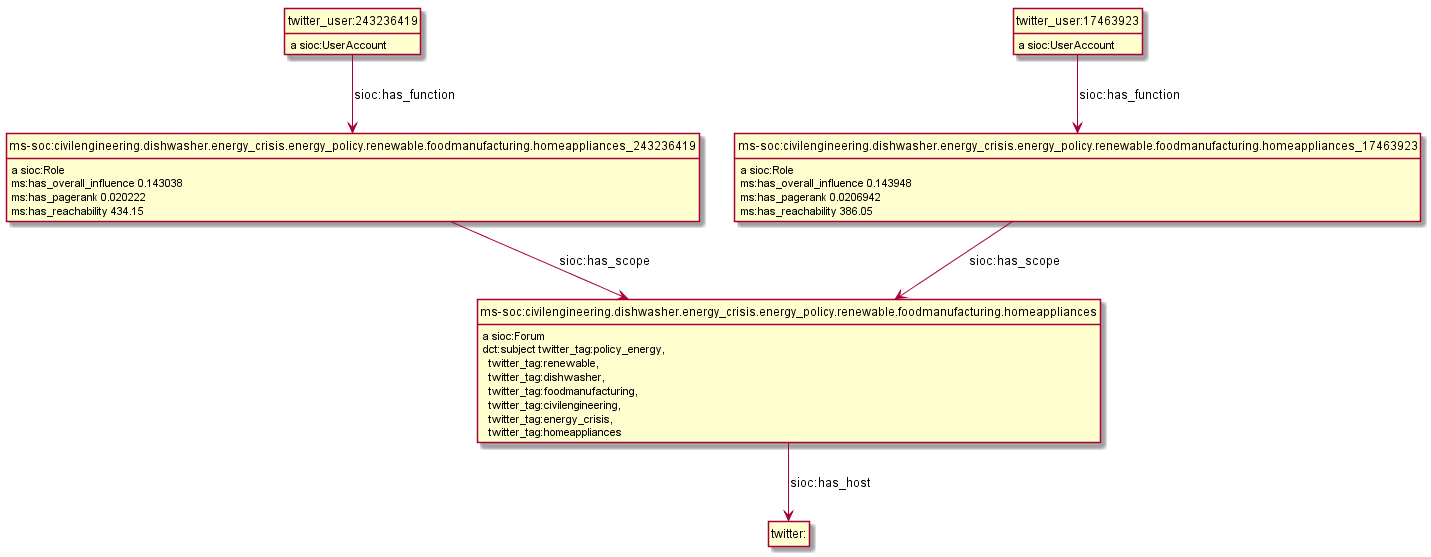 twitter_user:243236419
a sioc:UserAccount
twitter_user:17463923
a sioc:UserAccount
sioc:has_function
sioc:has_function
ms-soc:civilengineering.dishwasher.energy_crisis.energy_policy.renewable.foodmanufacturing.homeappliances_243236419
a sioc:Role
ms:has_overall_influence 0.143038
ms:has_pagerank 0.020222
ms:has_reachability 434.15
ms-soc:civilengineering.dishwasher.energy_crisis.energy_policy.renewable.foodmanufacturing.homeappliances_17463923
a sioc:Role
ms:has_overall_influence 0.143948
ms:has_pagerank 0.0206942
ms:has_reachability 386.05
sioc:has_scope
sioc:has_scope
ms-soc:civilengineering.dishwasher.energy_crisis.energy_policy.renewable.foodmanufacturing.homeappliances
a sioc:Forum
dct:subject twitter_tag:policy_energy,
twitter_tag:renewable,
twitter_tag:dishwasher,
twitter_tag:foodmanufacturing,
twitter_tag:civilengineering,
twitter_tag:energy_crisis,
twitter_tag:homeappliances
sioc:has_host
twitter: